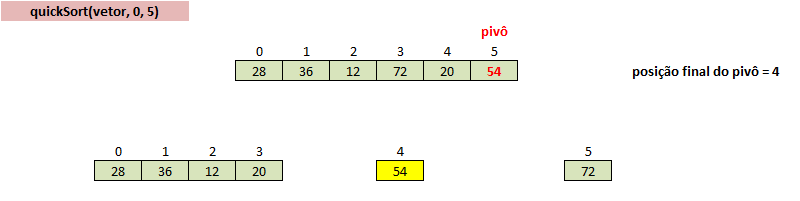 quickSort(vetor, 0, 5)
pivô
0 1 2 3 4 5
28 36 12 72 20 54
posição final do pivô = 4
0 1 2 3 4 5
28 36 12 20 54 72